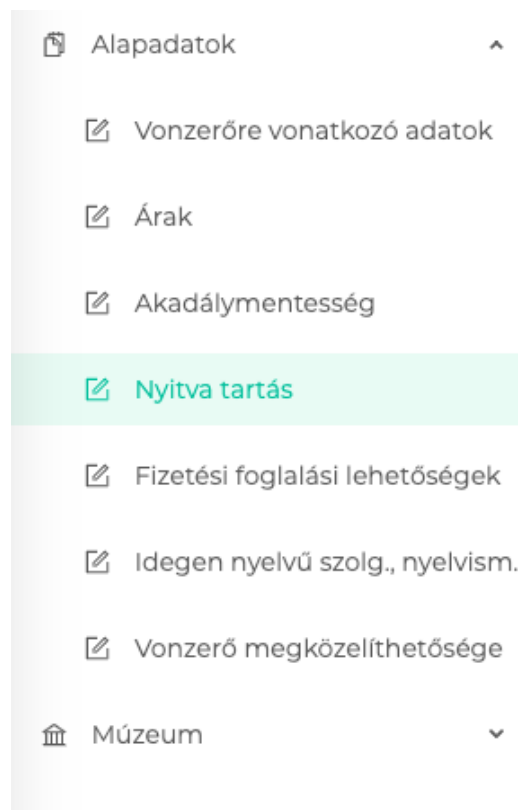 Alapadatok
Vonzerőre vonatkozó adatok
Árak
Akadálymentesség
Nyitva tartás
Fizetési foglalási lehetőségek
Idegen nyelvű szolg., nyelvism.
Vonzerő megközelíthetősége
Múzeum